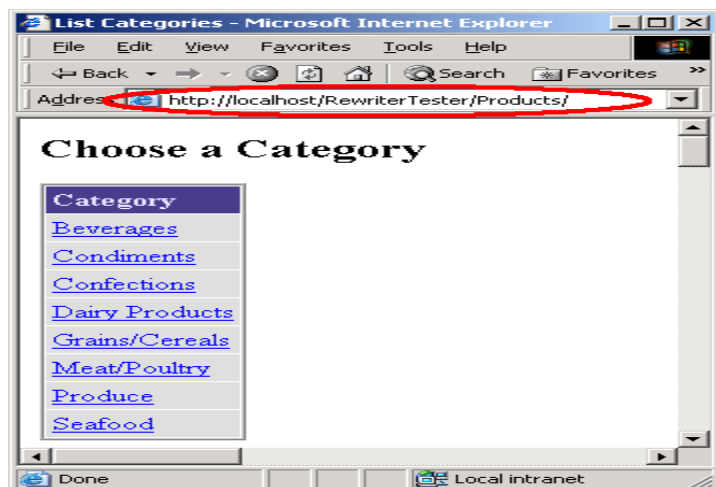 List Categories - Microsoft Internet Explorer
File Edit View Favorites Tools Help
Back Search Favorites »
Address http://localhost/RewriterTester/Products/
Choose a Category
Category
Beverages
Condiments
Confections
Dairy Products
Grains/Cereals
Meat/Poultry
Produce
Seafood
Done Local intranet